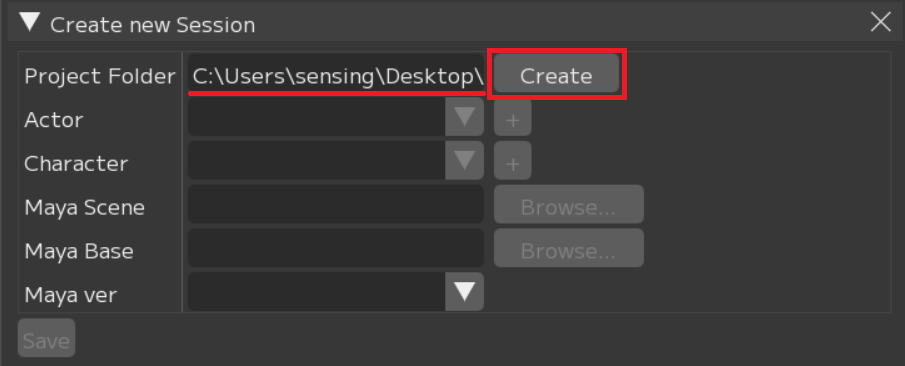 Create new Session
Project Folder C:\Users\sensing\Desktop\ Create
Actor +
Character +
Maya Scene Browse...
Maya Base Browse...
Maya ver
Save